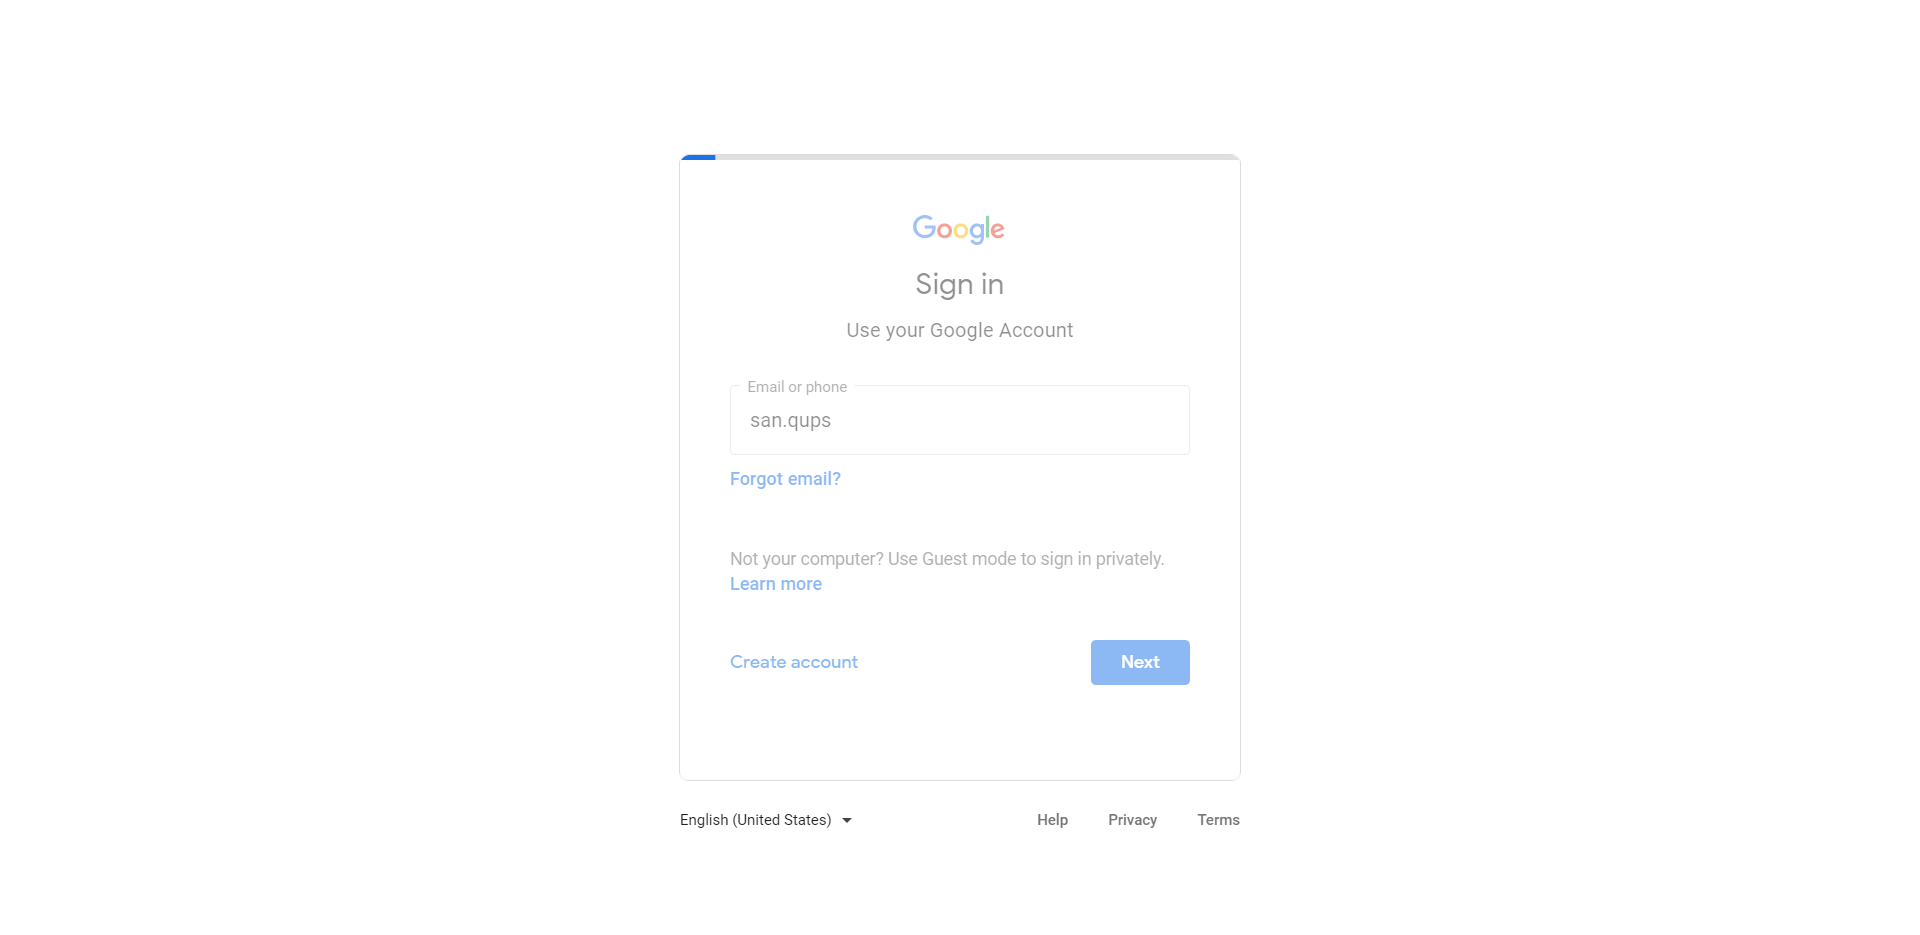 Google
Sign in
Use your Google Account
Email or phone
san.qups
Forgot email?
Not your computer? Use Guest mode to sign in privately.
Learn more
Create account
Next
English (United States)
Help
Privacy
Terms